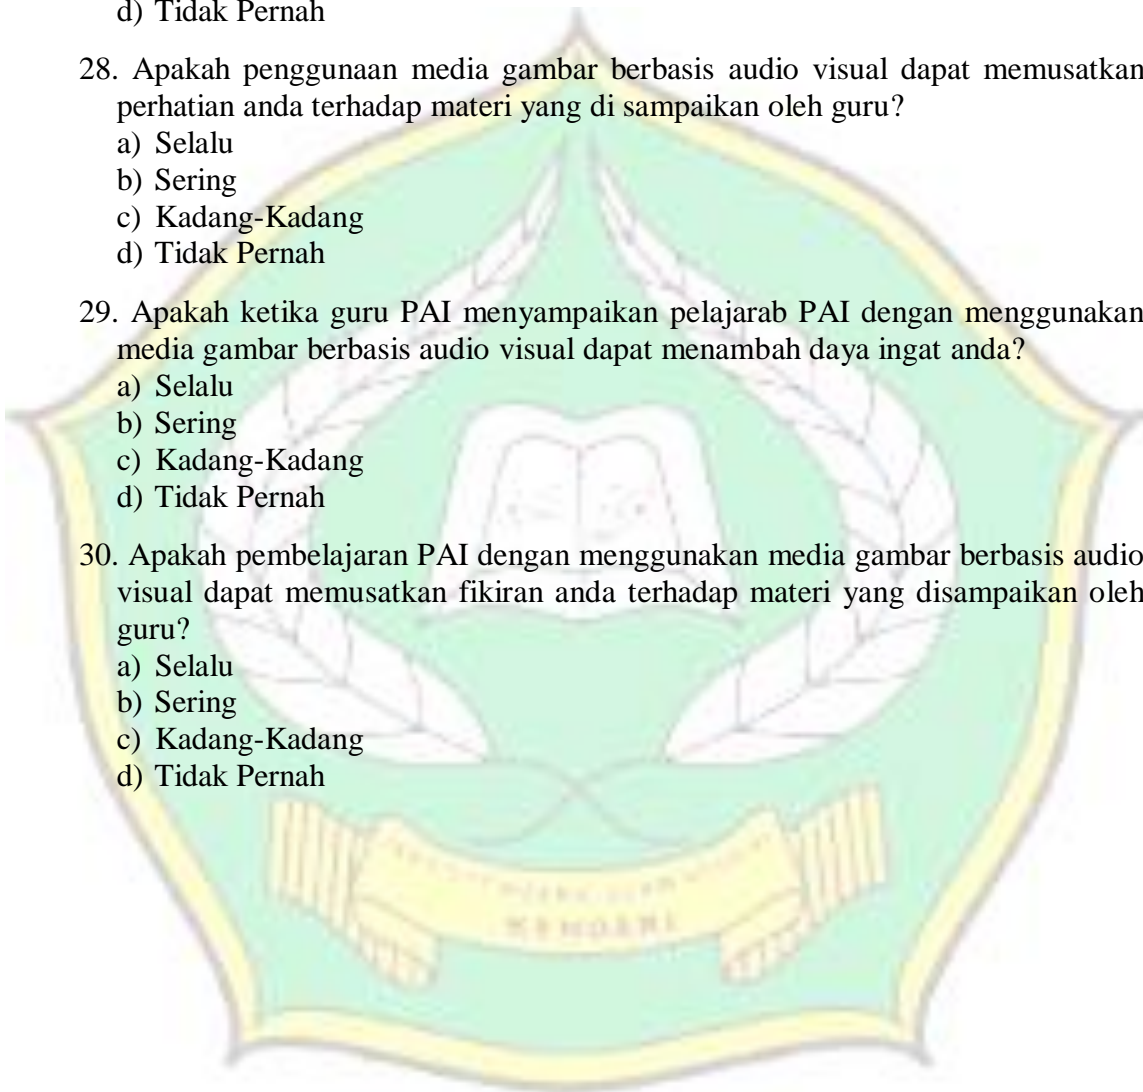 d) Tidak Pernah
28. Apakah penggunaan media gambar berbasis audio visual dapat memusatkan
perhatian anda terhadap materi yang di sampaikan oleh guru?
a) Selalu
b) Sering
c) Kadang-Kadang
d) Tidak Pernah
29. Apakah ketika guru PAI menyampaikan pelajarab PAI dengan menggunakan
media gambar berbasis audio visual dapat menambah daya ingat anda?
a) Selalu
b) Sering
c) Kadang-Kadang
d) Tidak Pernah
30. Apakah pembelajaran PAI dengan menggunakan media gambar berbasis audio
visual dapat memusatkan fikiran anda terhadap materi yang disampaikan oleh
guru?
a) Selalu
b) Sering
c) Kadang-Kadang
d) Tidak Pernah
KENDARI